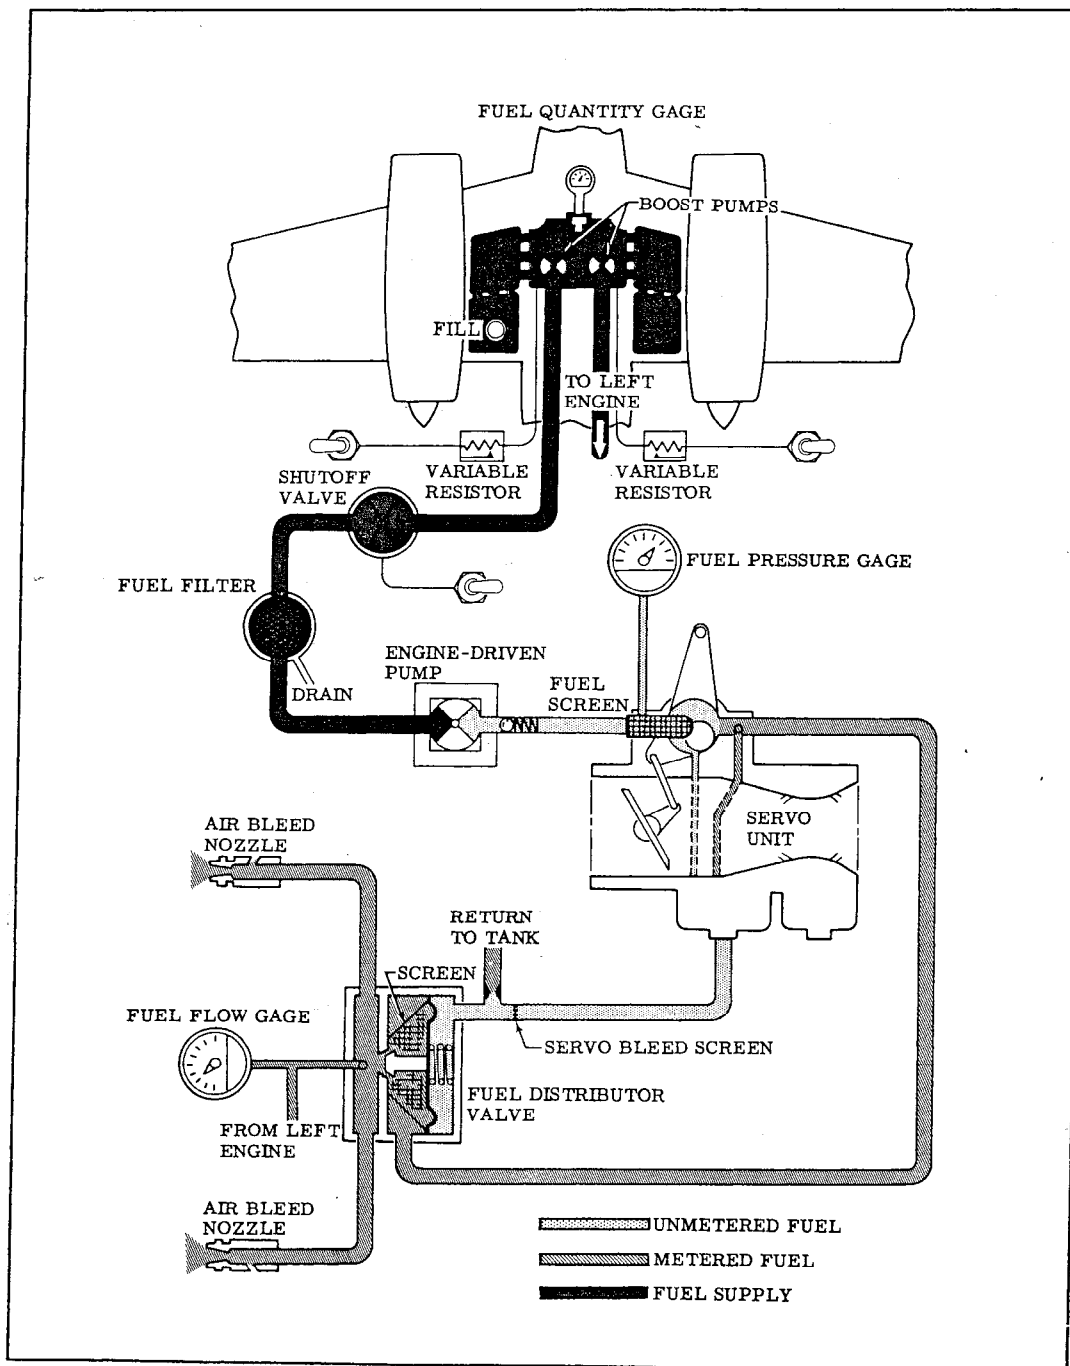 FUEL QUANTITY GAGE
BOOST PUMPS
FILL
TO LEFT
ENGINE
VARIABLE
RESISTOR
VARIABLE
RESISTOR
SHUTOFF
VALVE
FUEL PRESSURE GAGE
FUEL FILTER
ENGINE-DRIVEN
PUMP
FUEL
SCREEN
DRAIN
SERVO
UNIT
AIR BLEED
NOZZLE
RETURN
TO TANK
SCREEN
FUEL FLOW GAGE
SERVO BLEED SCREEN
FUEL DISTRIBUTOR
VALVE
FROM LEFT
ENGINE
AIR BLEED
NOZZLE
UNMETERED FUEL
METERED FUEL
FUEL SUPPLY